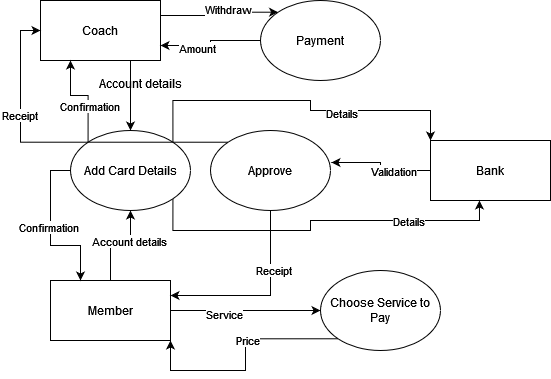 Withdraw
Coach
Payment
Amount
Account details
Confirmation
Receipt
Details
Add Card Details
Approve
Validation
Bank
Confirmation
Account details
Details
Receipt
Member
Service
Choose Service to
Pay
Price